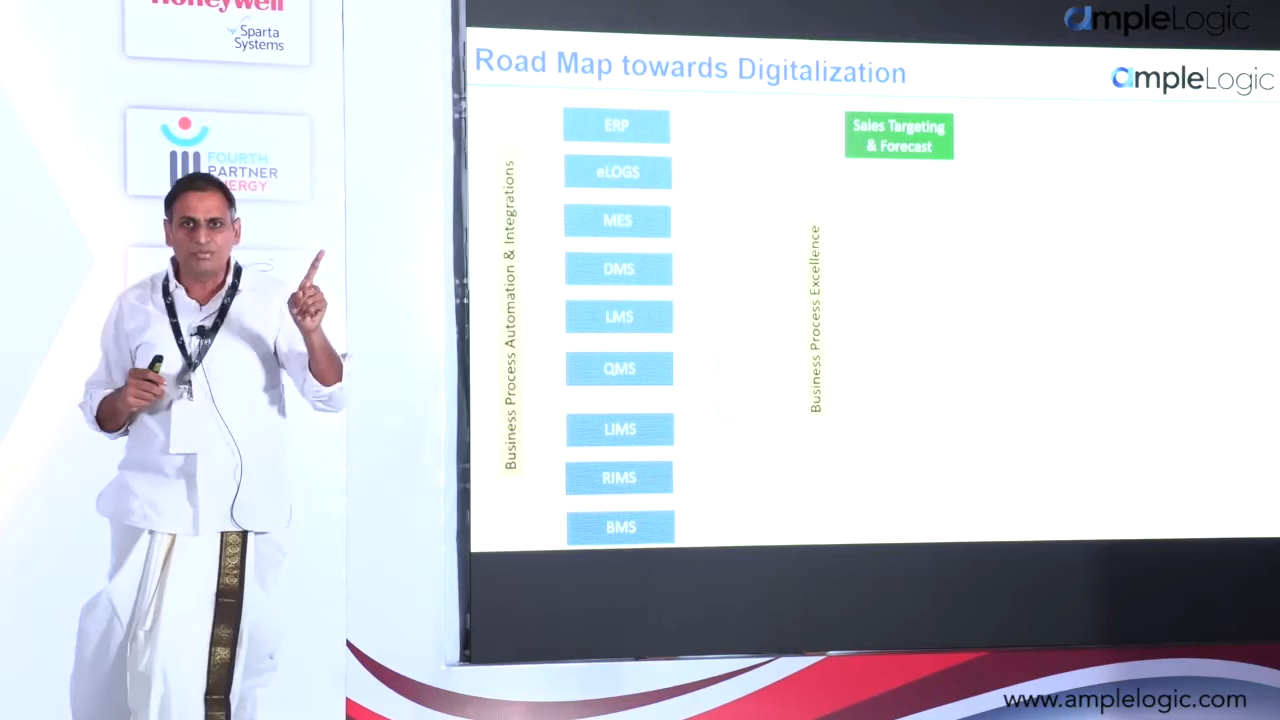 Honeywell
Sparta
Systems
FOURTH
PARTNER
ENERGY
ampleLogic
Road Map towards Digitalization
ampleLogic
Business Process Automation & Integrations
ERP
eLOGS
MES
DMS
LMS
QMS
LIMS
RIMS
BMS
Business Process Excellence
Sales Targeting
& Forecast
www.amplelogic.com